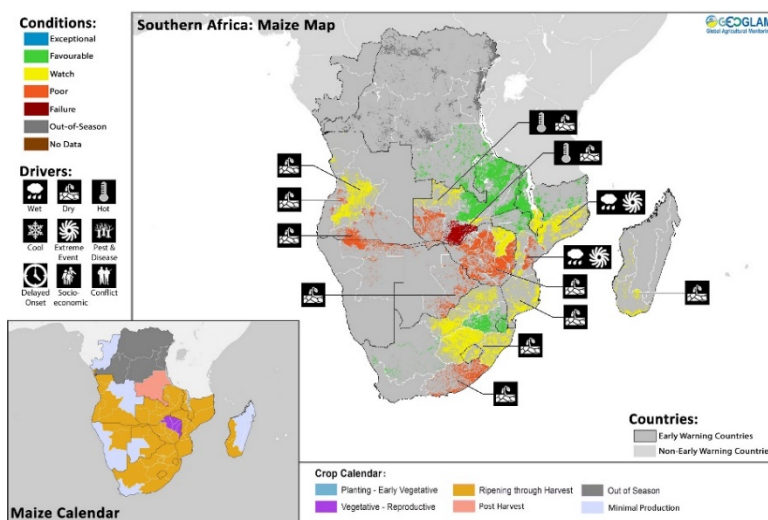 Conditions:
Exceptional
Favourable
Watch
Poor
Failure
Out-of-Season
No Data
Drivers:
Wet
Dry
Hot
Cool
Extreme Event
Pest & Disease
Delayed Onset
Socio-economic
Conflict
Southern Africa: Maize Map
GEOGLAM
Global Agricultural Monitoring
Countries:
Early Warning Countries
Non-Early Warning Countrie
Maize Calendar
Crop Calendar:
Planting - Early Vegetative
Ripening through Harvest
Out of Season
Vegetative - Reproductive
Post Harvest
Minimal Production